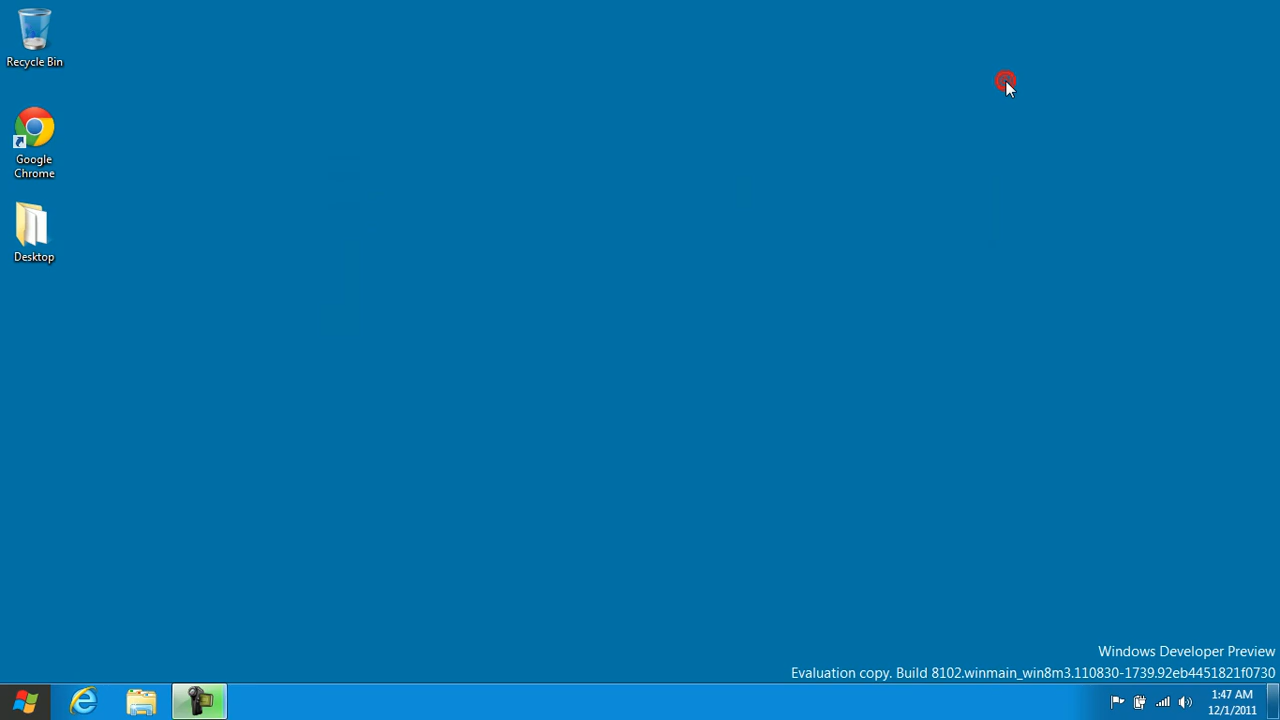 Recycle Bin
Google
Chrome
Desktop
Windows Developer Preview
Evaluation copy. Build 8102.winmain_win8m3.110830-1739.92eb4451821f0730
1:47 AM
12/1/2011